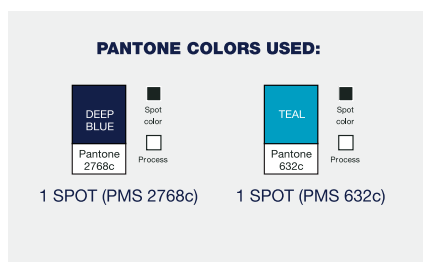 PANTONE COLORS USED:
DEEP
BLUE
Pantone
2768c
Spot
color
Process
TEAL
Pantone
632c
Spot
color
Process
1 SPOT (PMS 2768c)
1 SPOT (PMS 632c)